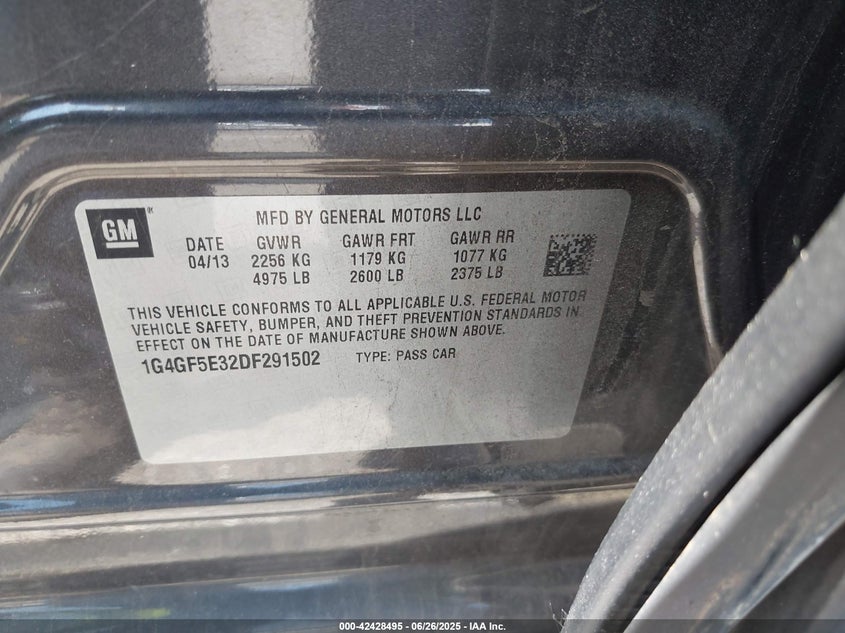 GM
MFD BY GENERAL MOTORS LLC
DATE GVWR GAWR FRT GAWR RR
04/13 2256 KG 1179 KG 1077 KG
4975 LB 2600 LB 2375 LB
THIS VEHICLE CONFORMS TO ALL APPLICABLE U.S. FEDERAL MOTOR
VEHICLE SAFETY, BUMPER, AND THEFT PREVENTION STANDARDS IN
EFFECT ON THE DATE OF MANUFACTURE SHOWN ABOVE.
1G4GF5E32DF291502 TYPE: PASS CAR
000-42428495 06/26/2025 - IAA Inc.